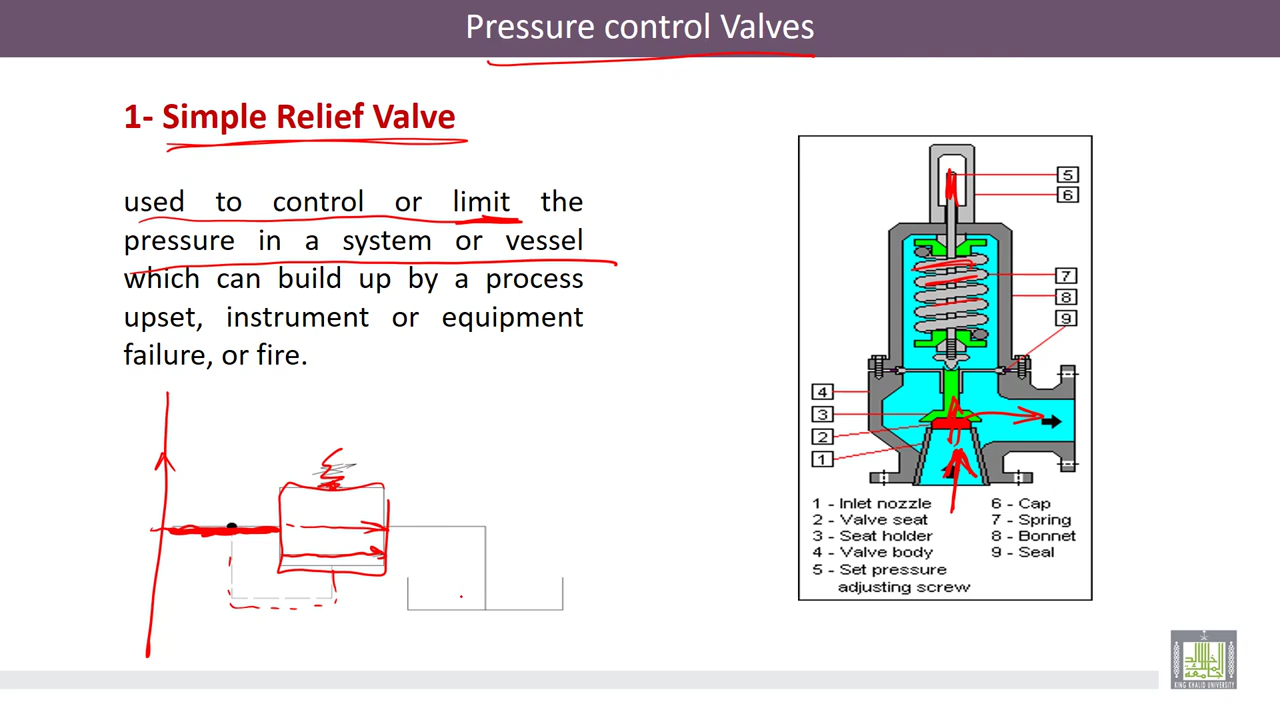 Pressure control Valves
1- Simple Relief Valve
used to control or limit the
pressure in a system or vessel
which can build up by a process
upset, instrument or equipment
failure, or fire.
5
6
7
8
9
4
3
2
1
1 - Inlet nozzle
2 - Valve seat
3 - Seat holder
4 - Valve body
5 - Set pressure
adjusting screw
6 - Cap
7 - Spring
8 - Bonnet
9 - Seal
KING KHALID UNIVERSITY